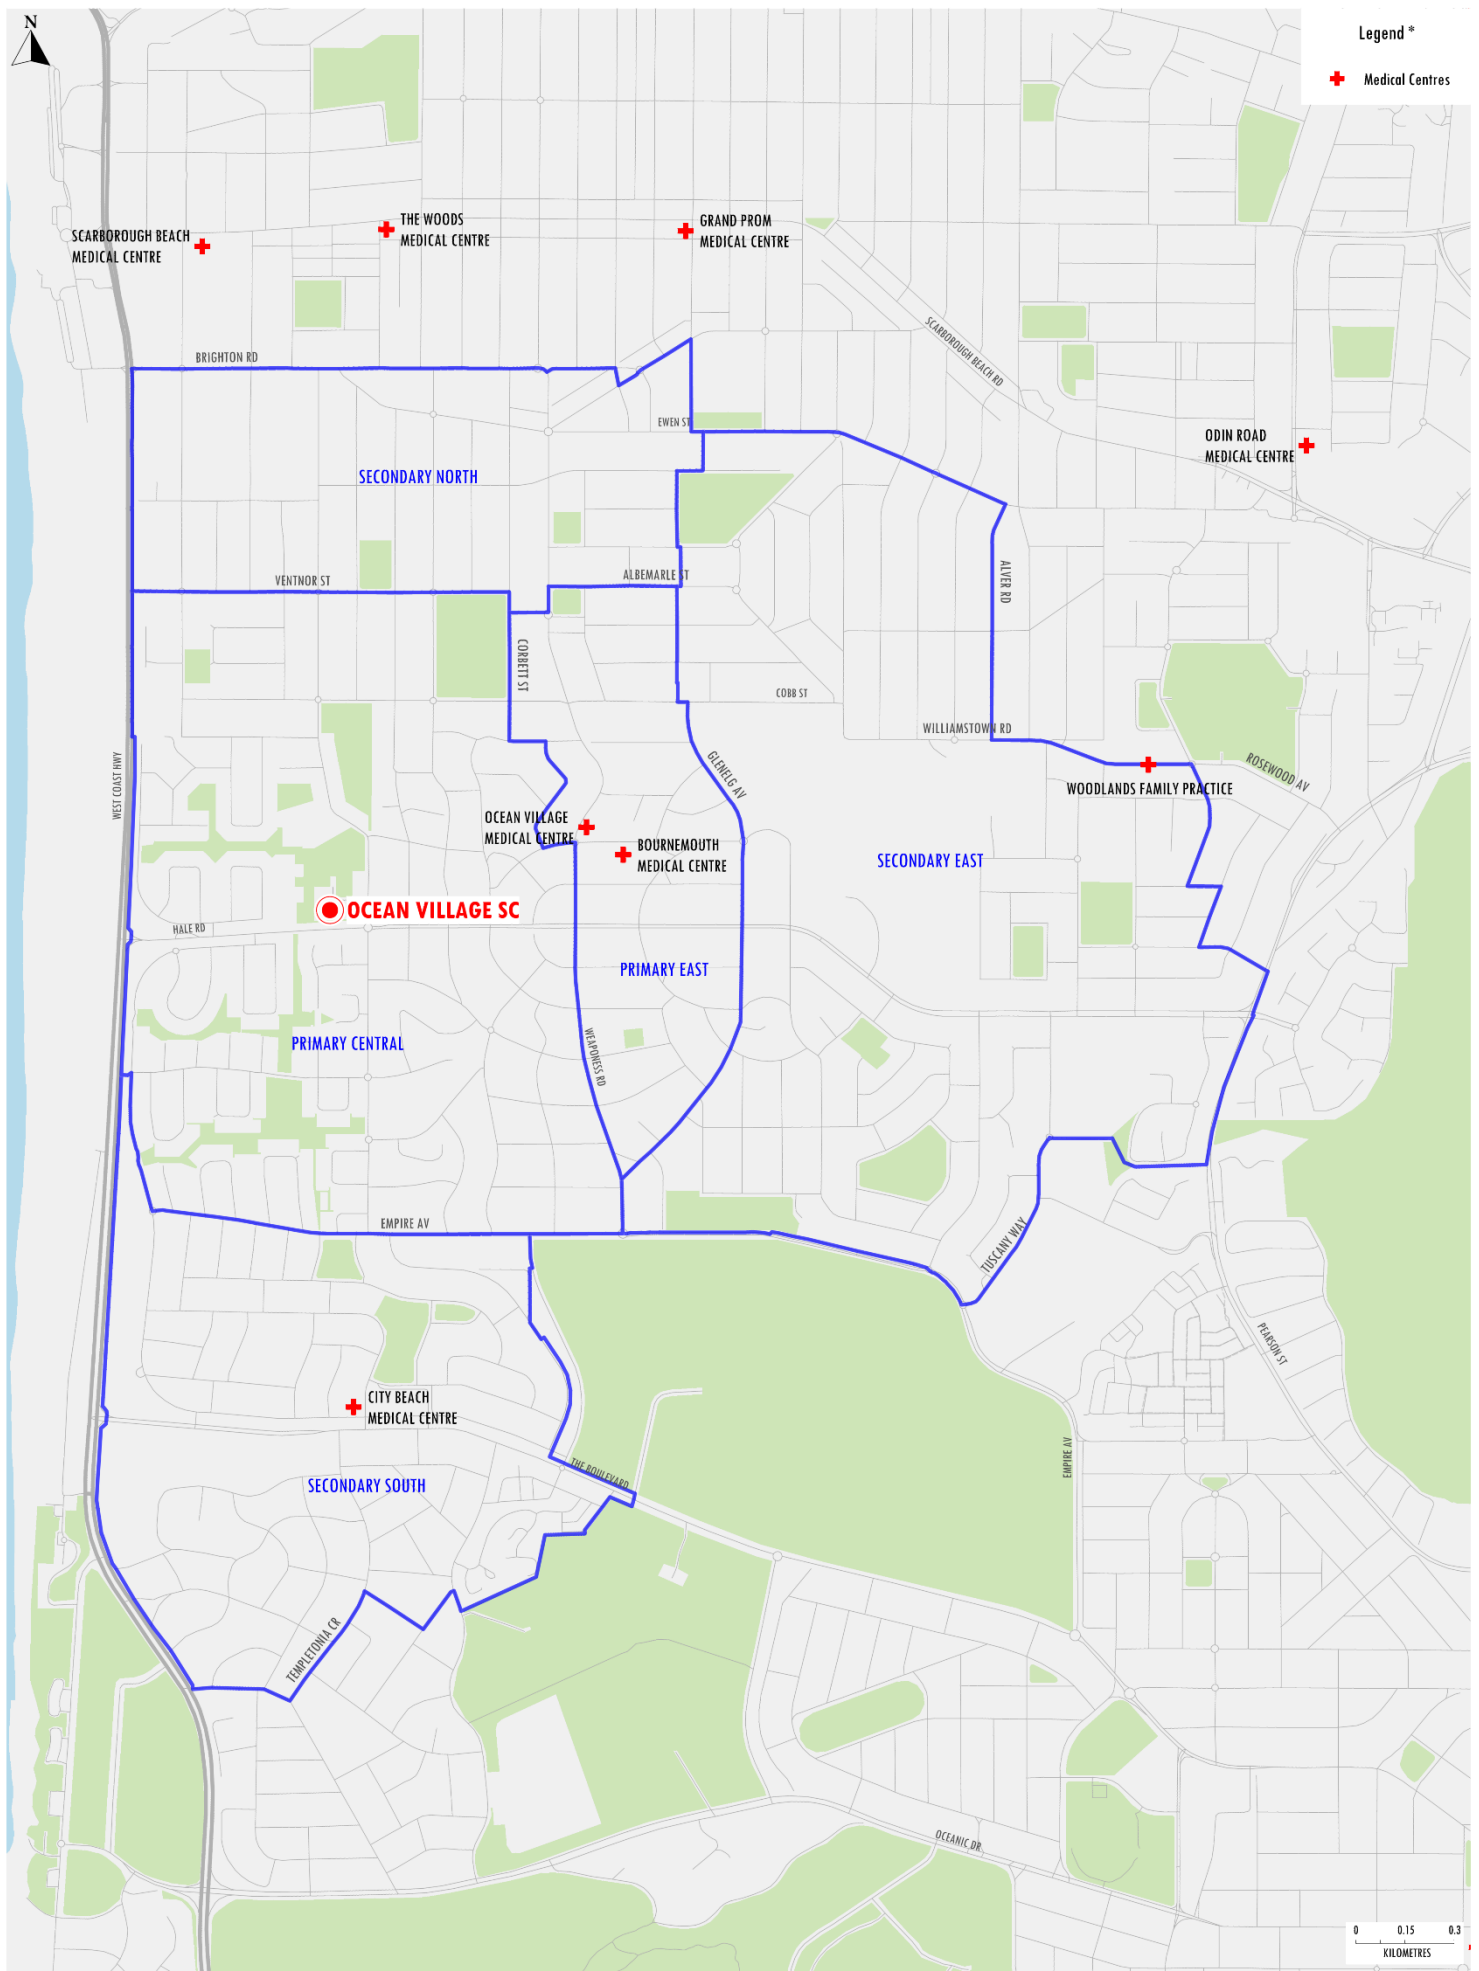 N
Legend *
Medical Centres
SCARBOROUGH BEACH
MEDICAL CENTRE
THE WOODS
MEDICAL CENTRE
GRAND PROM
MEDICAL CENTRE
SCARBOROUGH BEACH RD
BRIGHTON RD
EWEN ST
ODIN ROAD
MEDICAL CENTRE
SECONDARY NORTH
VENTNOR ST
ALBEMARLE ST
ALVER RD
CORBETT ST
COBB ST
WILLIAMSTOWN RD
WEST COAST HWY
GLENELG AV
ROSEWOOD AV
WOODLANDS FAMILY PRACTICE
OCEAN VILLAGE
MEDICAL CENTRE
BOURNEMOUTH
MEDICAL CENTRE
SECONDARY EAST
OCEAN VILLAGE SC
HALE RD
PRIMARY EAST
PRIMARY CENTRAL
WEAPONESS RD
EMPIRE AV
TUSCANY WAY
PEARSON ST
CITY BEACH
MEDICAL CENTRE
EMPIRE AV
THE BOULEVARD
SECONDARY SOUTH
TEMPLETONIA CR
OCEANIC DR
0 0.15 0.3
KILOMETRES